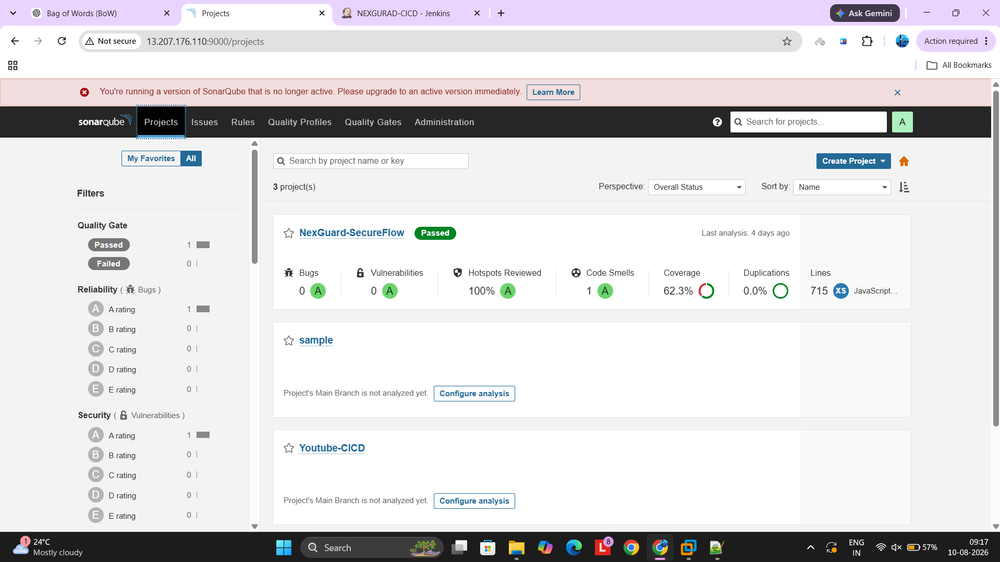 Bag of Words (BoW)
Projects
NEXGURAD-CICD - Jenkins
Ask Gemini
Not secure
13.207.176.110:9000/projects
Action required
All Bookmarks
You're running a version of SonarQube that is no longer active. Please upgrade to an active version immediately.
Learn More
sonarqube
Projects
Issues
Rules
Quality Profiles
Quality Gates
Administration
Search for projects...
A
My Favorites
All
Filters
Quality Gate
Passed 1
Failed 0
Reliability ( Bugs )
A A rating 1
B B rating 0
C C rating 0
D D rating 0
E E rating 0
Security ( Vulnerabilities )
A A rating 1
B B rating 0
C C rating 0
D D rating 0
E E rating 0
Search by project name or key
Create Project
3 project(s)
Perspective: Overall Status
Sort by: Name
NexGuard-SecureFlow Passed
Last analysis: 4 days ago
Bugs
0 A
Vulnerabilities
0 A
Hotspots Reviewed
100% A
Code Smells
1 A
Coverage
62.3%
Duplications
0.0%
Lines
715 XS JavaScript...
sample
Project's Main Branch is not analyzed yet. Configure analysis
Youtube-CICD
Project's Main Branch is not analyzed yet. Configure analysis
1
24°C
Mostly cloudy
Search
L
8
ENG
IN
57%
09:17
10-08-2026